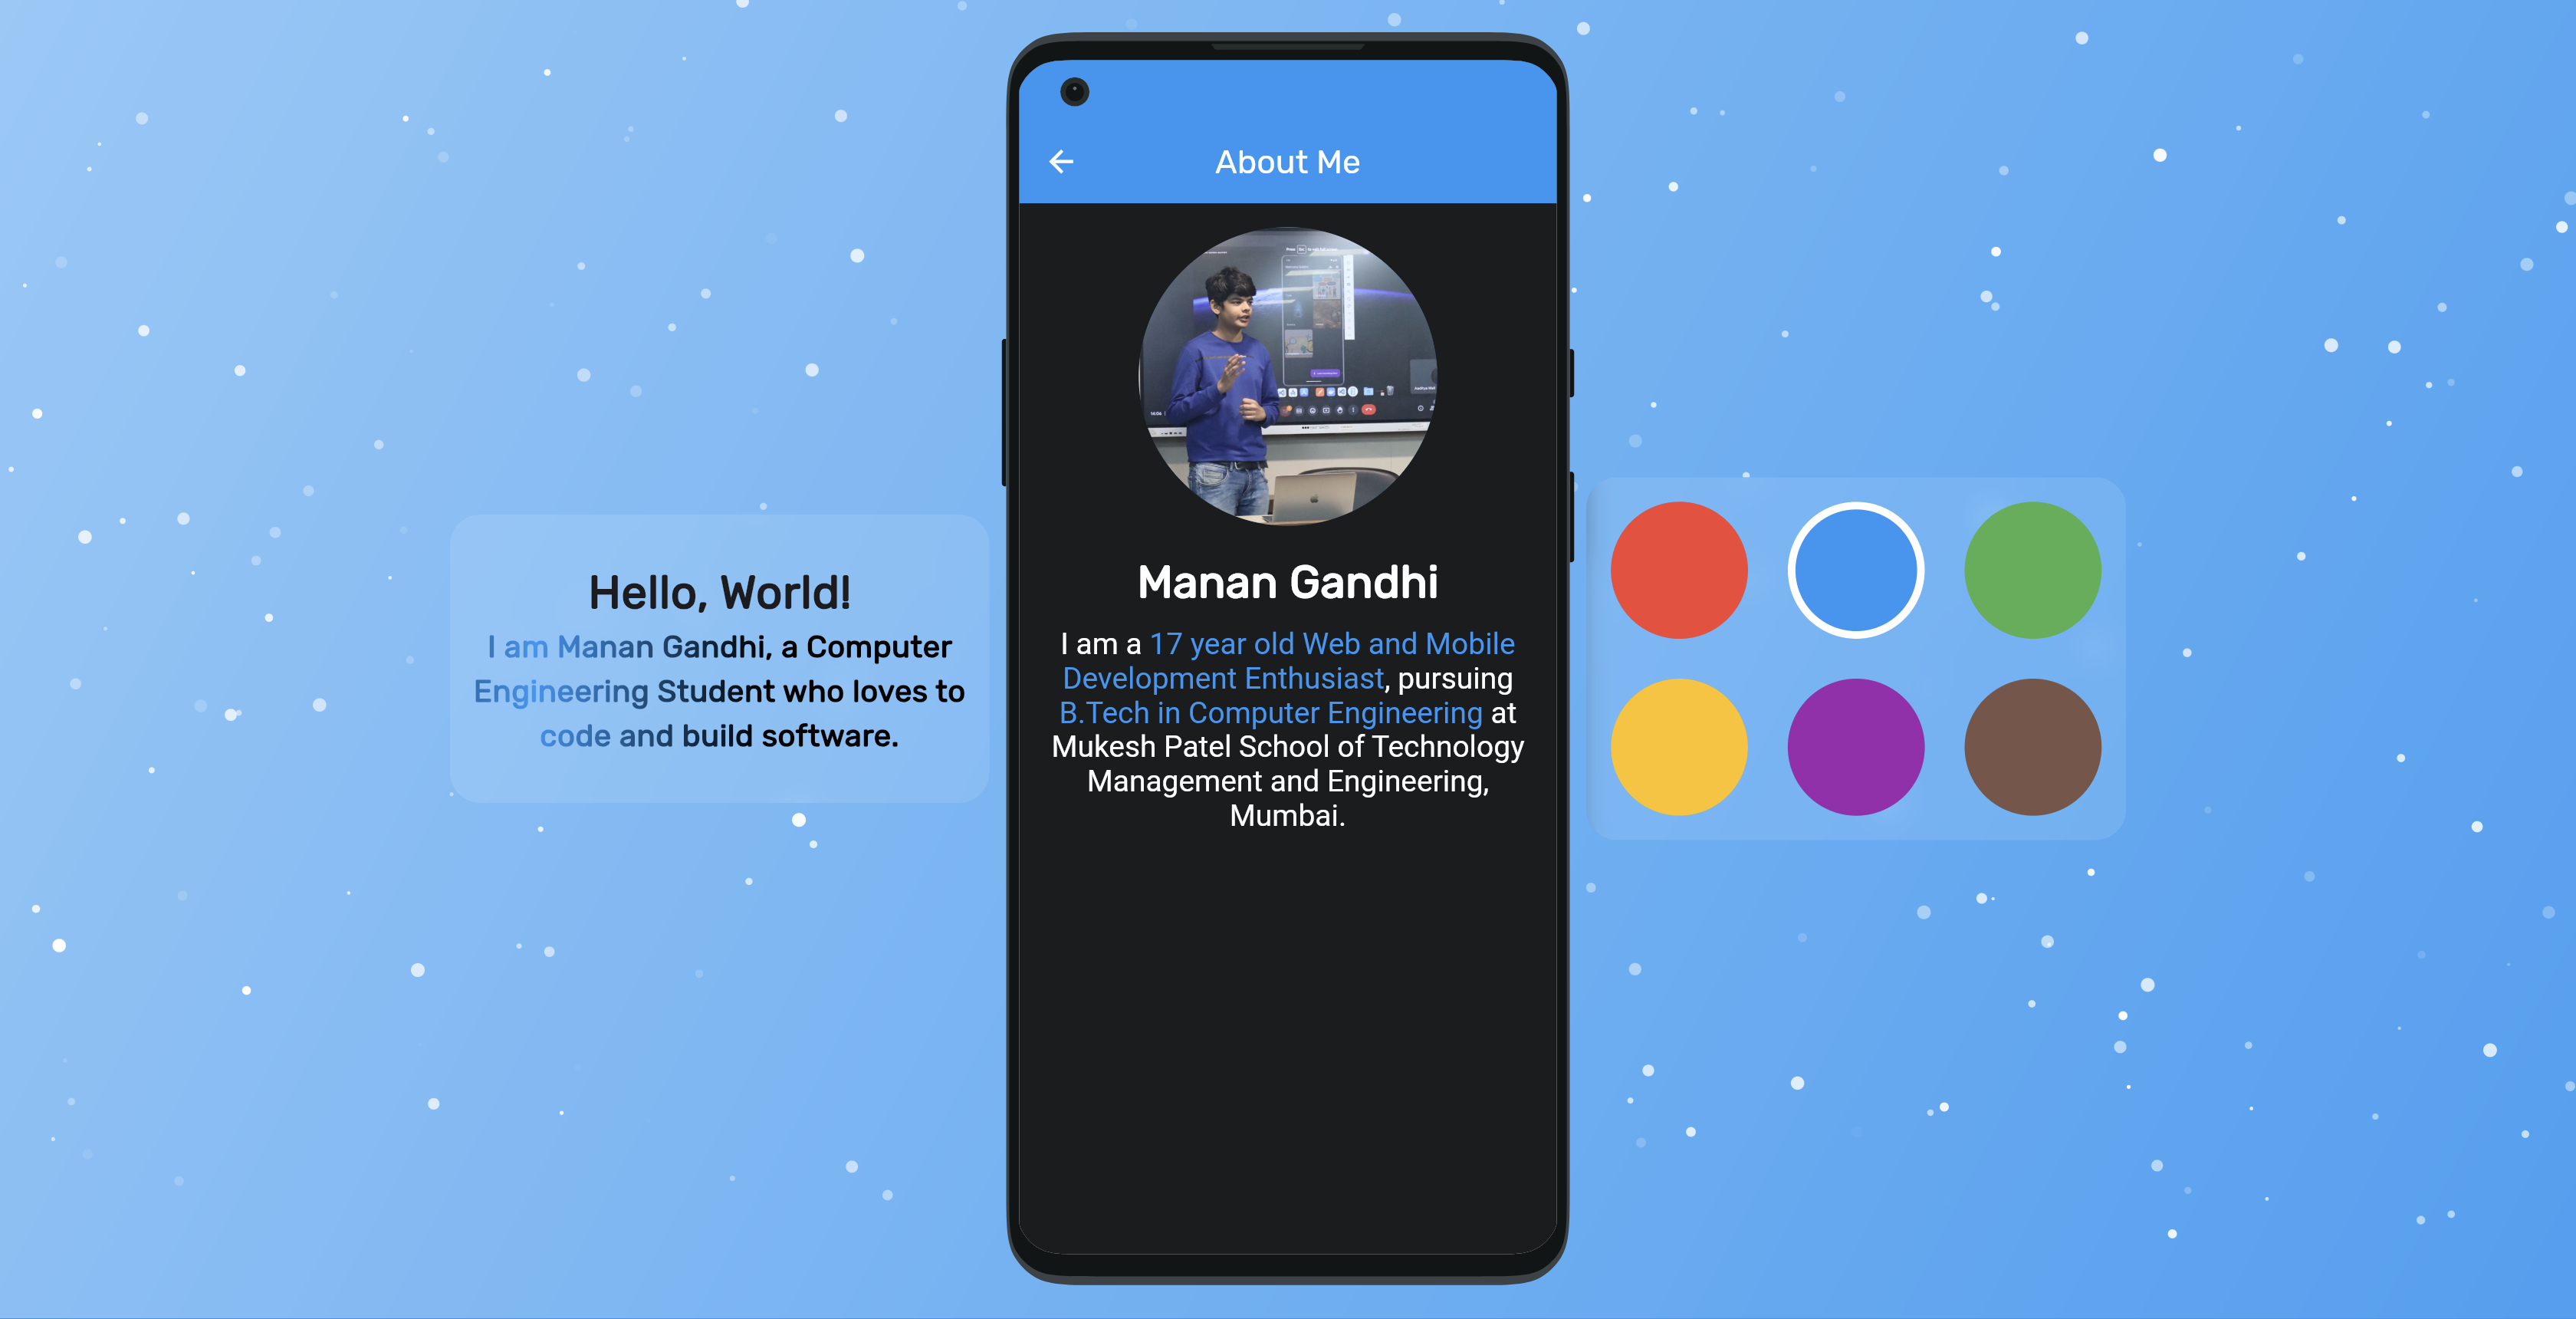 Hello, World!
I am Manan Gandhi, a Computer
Engineering Student who loves to
code and build software.
About Me
Manan Gandhi
I am a 17 year old Web and Mobile
Development Enthusiast, pursuing
B.Tech in Computer Engineering at
Mukesh Patel School of Technology
Management and Engineering,
Mumbai.